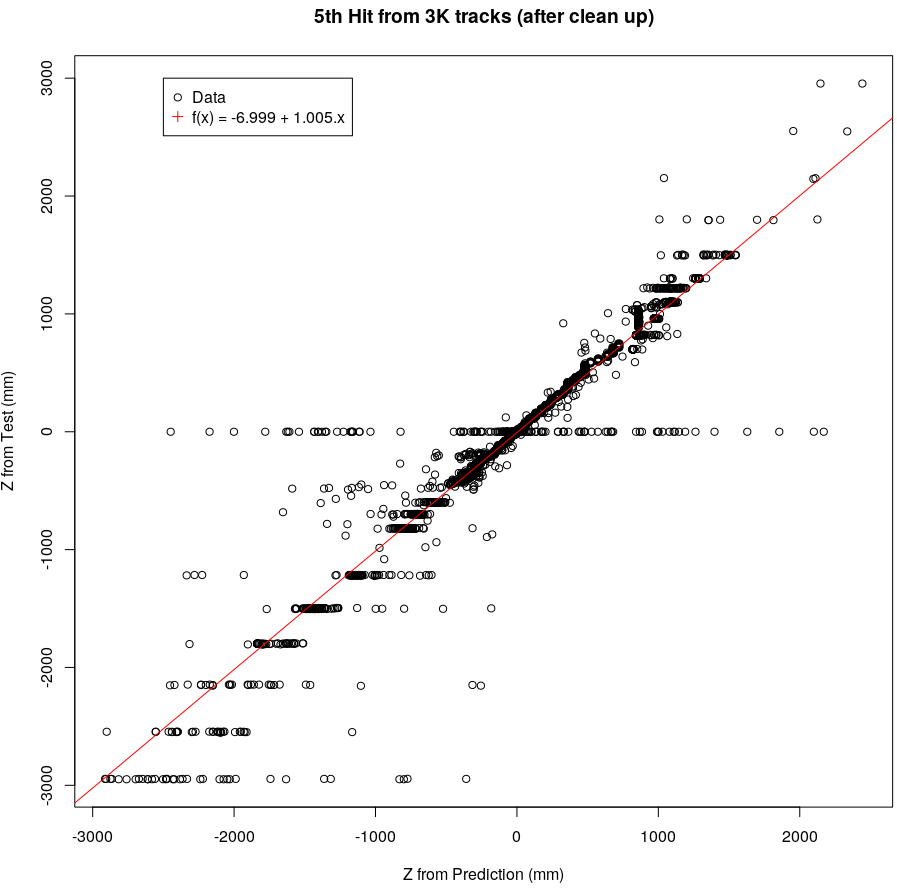 5th Hit from 3K tracks (after clean up)
Data
f(x) = -6.999 + 1.005.x
Z from Test (mm)
3000
2000
1000
0
-1000
-2000
-3000
-3000 -2000 -1000 0 1000 2000
Z from Prediction (mm)